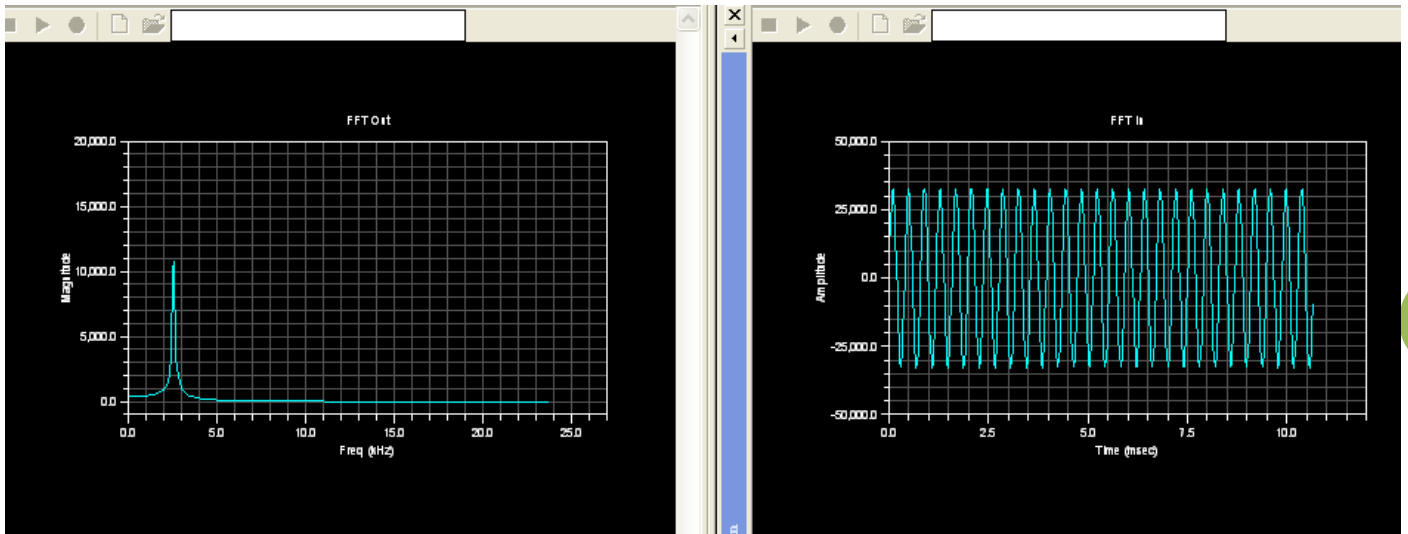 FFT Out
20,000.0
15,000.0
10,000.0
5,000.0
0.0
Magnitude
0.0 5.0 10.0 15.0 20.0 25.0
Freq (kHz)
n
FFT In
50,000.0
25,000.0
0.0
-25,000.0
-50,000.0
Amplitude
0.0 2.5 5.0 7.5 10.0
Time (msec)